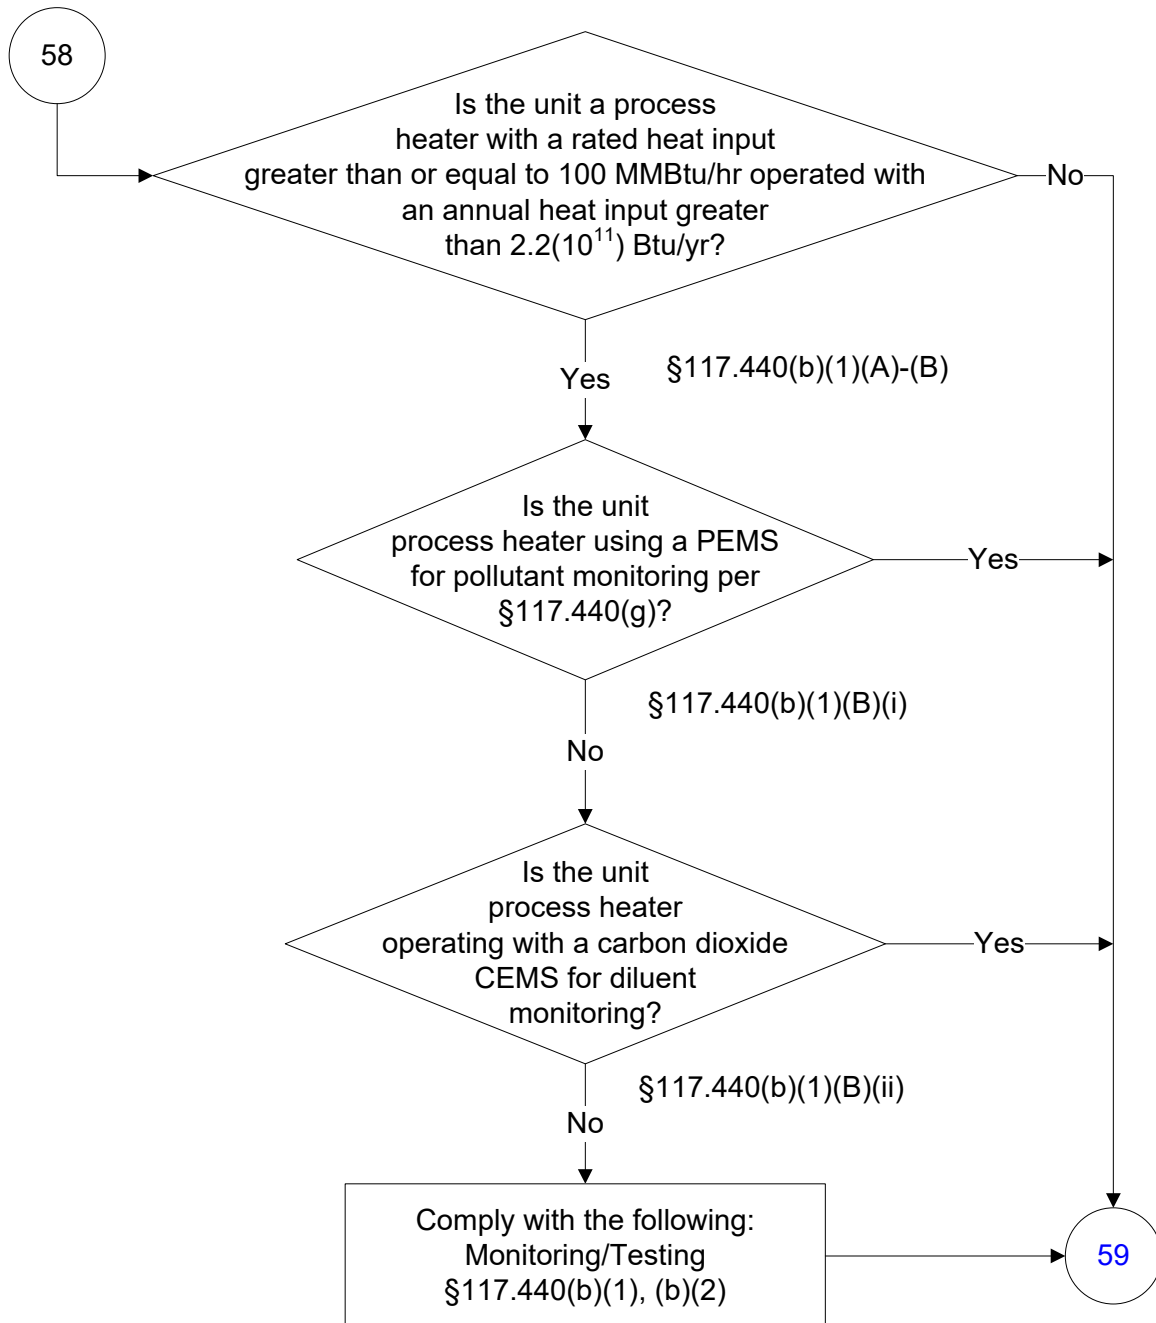 58
Is the unit a process
heater with a rated heat input
greater than or equal to 100 MMBtu/hr operated with
an annual heat input greater
than 2.2(10¹¹) Btu/yr?
No
Yes
§117.440(b)(1)(A)-(B)
Is the unit
process heater using a PEMS
for pollutant monitoring per
§117.440(g)?
Yes
§117.440(b)(1)(B)(i)
No
Is the unit
process heater
operating with a carbon dioxide
CEMS for diluent
monitoring?
Yes
§117.440(b)(1)(B)(ii)
No
Comply with the following:
Monitoring/Testing
§117.440(b)(1), (b)(2)
59